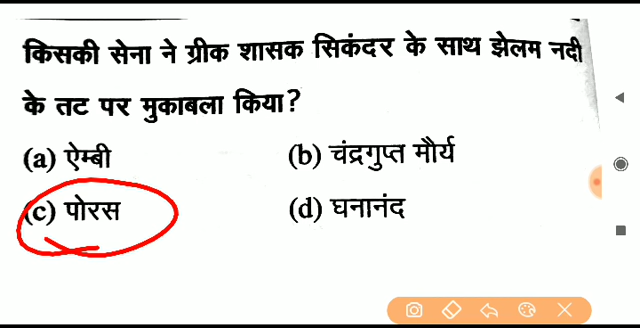 किसकी सेना ने ग्रीक शासक सिकंदर के साथ झेलम नदी
के तट पर मुकाबला किया?
(a) ऐम्बी (b) चंद्रगुप्त मौर्य
(c) पोरस (d) घनानंद